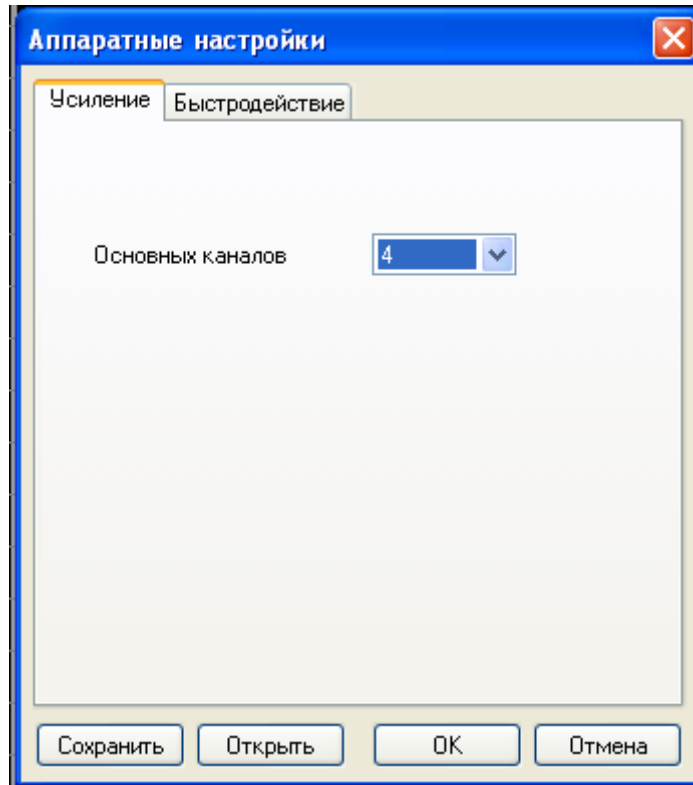 Аппаратные настройки
Усиление Быстродействие
Основных каналов 4
Сохранить Открыть OK Отмена